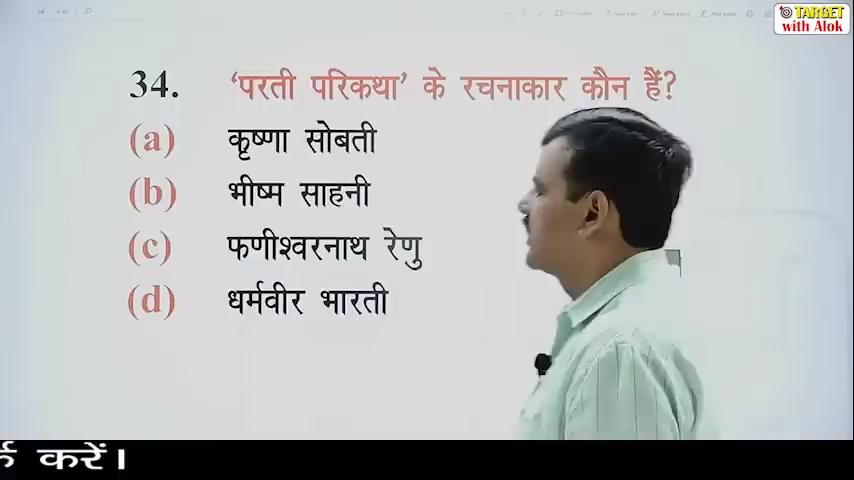 TARGET
with Alok
34. 'परती परिकथा' के रचनाकार कौन हैं?
(a) कृष्णा सोबती
(b) भीष्म साहनी
(c) फणीश्वरनाथ रेणु
(d) धर्मवीर भारती
करें।